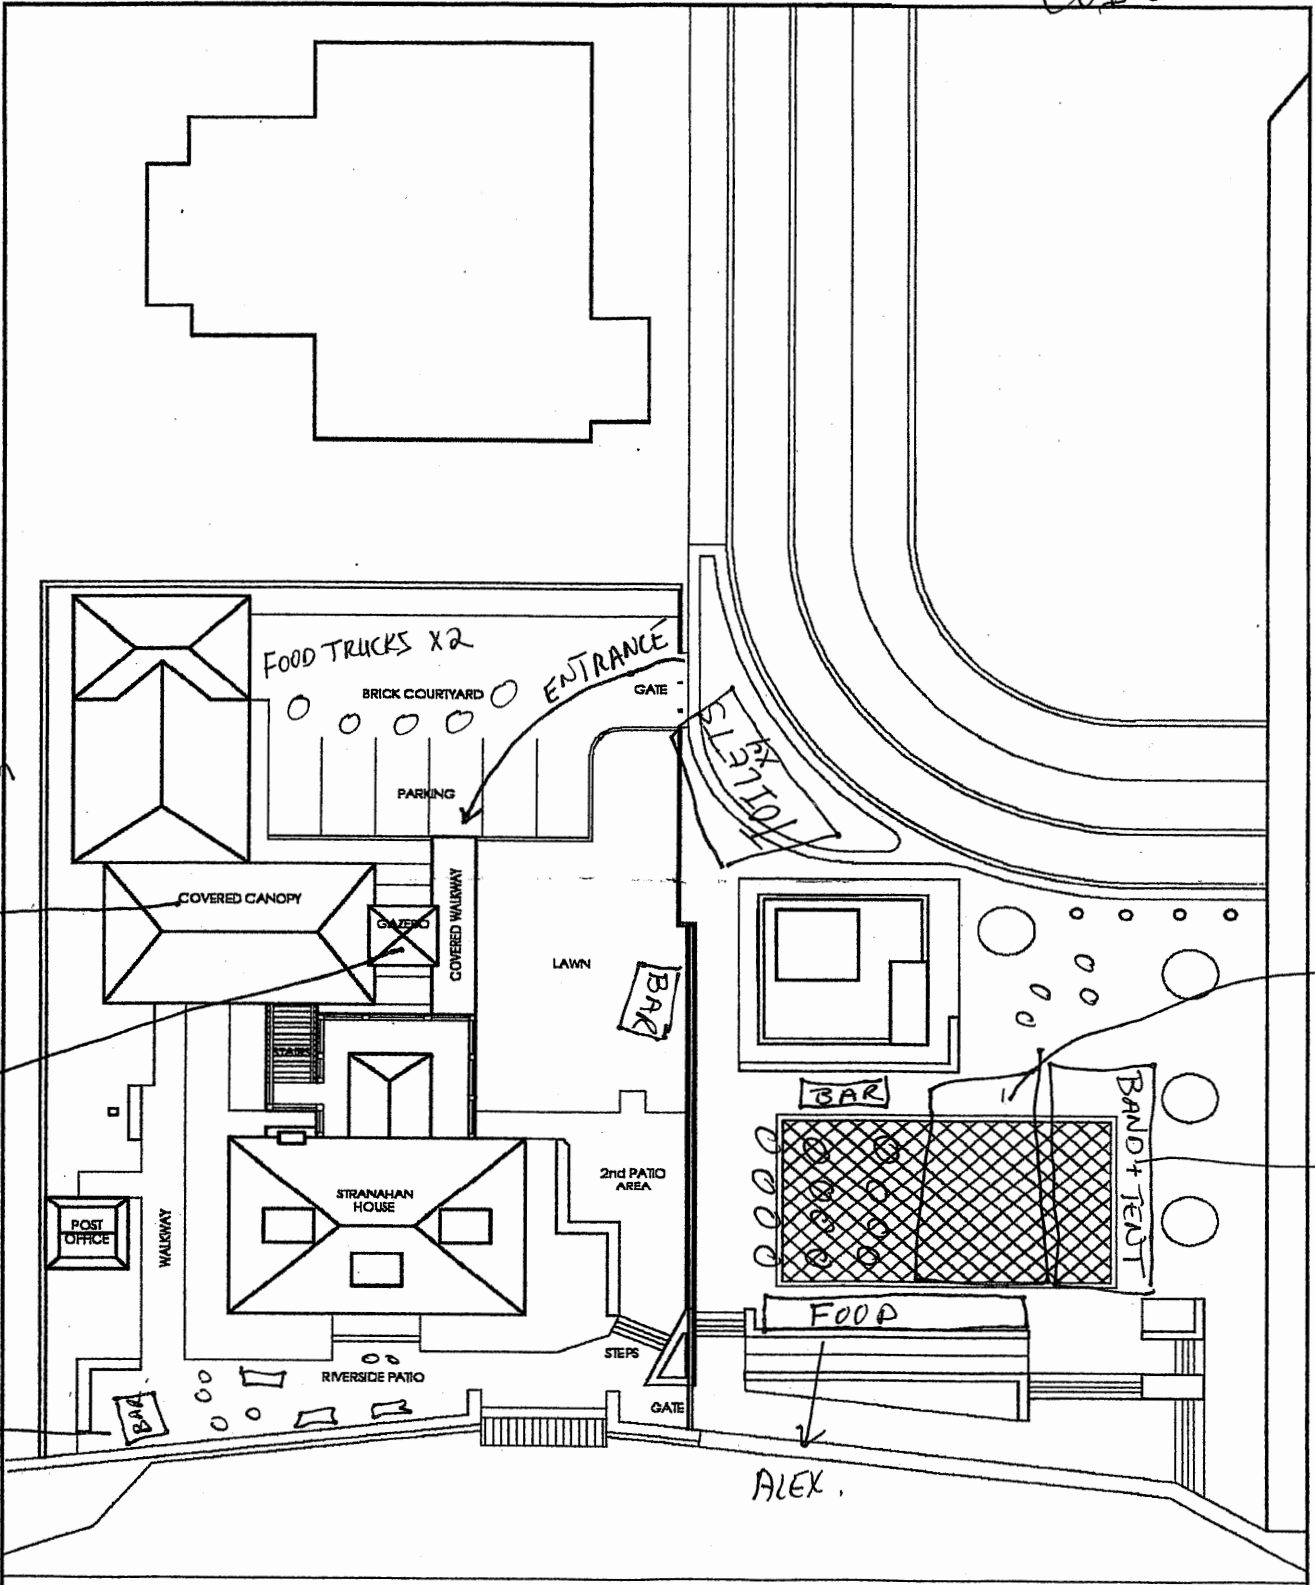 FOOD TRUCKS X2
ENTRANCE
BRICK COURTYARD
GATE
TOILETS
X4
PARKING
COVERED CANOPY
GAZEBO
COVERED WALKWAY
LAWN
BAR
STAIRS
BAR
BAND + TENT
2nd PATIO
AREA
STRANAHAN
HOUSE
POST
OFFICE
WALKWAY
FOOD
STEPS
RIVERSIDE PATIO
BAR
GATE
ALEX.